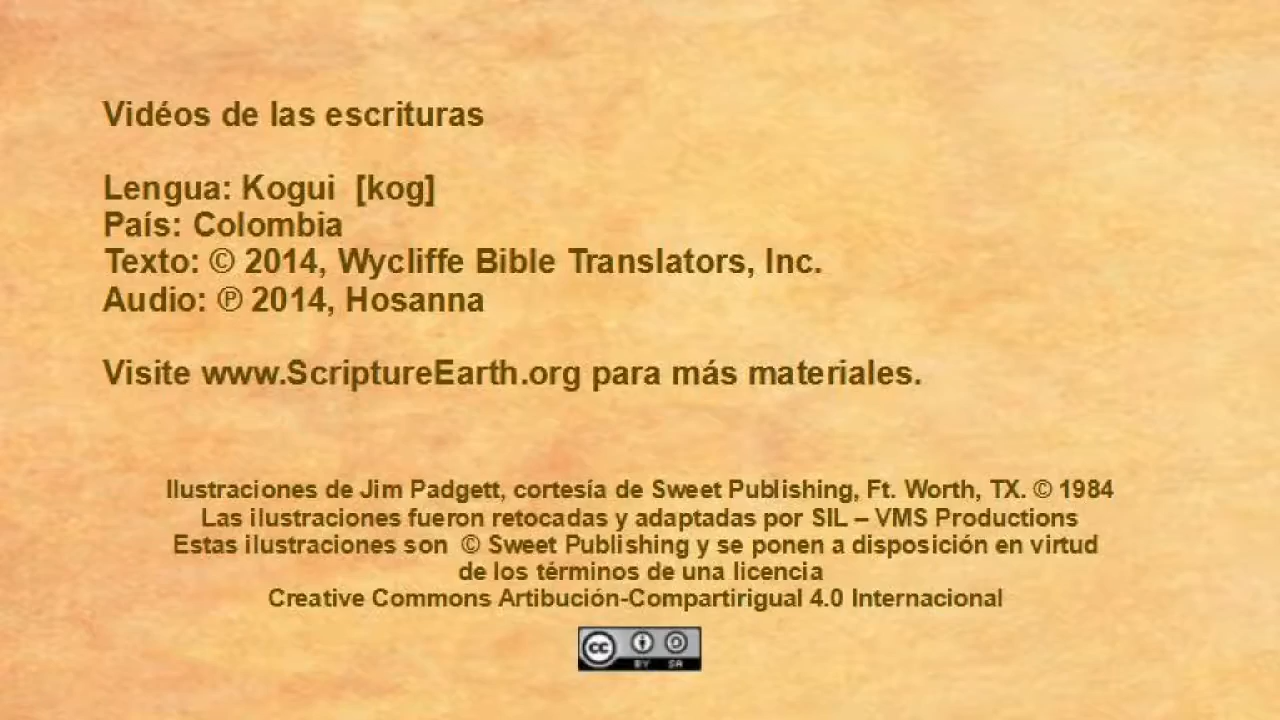 Vidéos de las escrituras
Lengua: Kogui [kog]
País: Colombia
Texto: © 2014, Wycliffe Bible Translators, Inc.
Audio: ℗ 2014, Hosanna
Visite www.ScriptureEarth.org para más materiales.
Ilustraciones de Jim Padgett, cortesía de Sweet Publishing, Ft. Worth, TX. © 1984
Las ilustraciones fueron retocadas y adaptadas por SIL – VMS Productions
Estas ilustraciones son © Sweet Publishing y se ponen a disposición en virtud
de los términos de una licencia
Creative Commons Artibución-Compartirigual 4.0 Internacional
cc BY SA